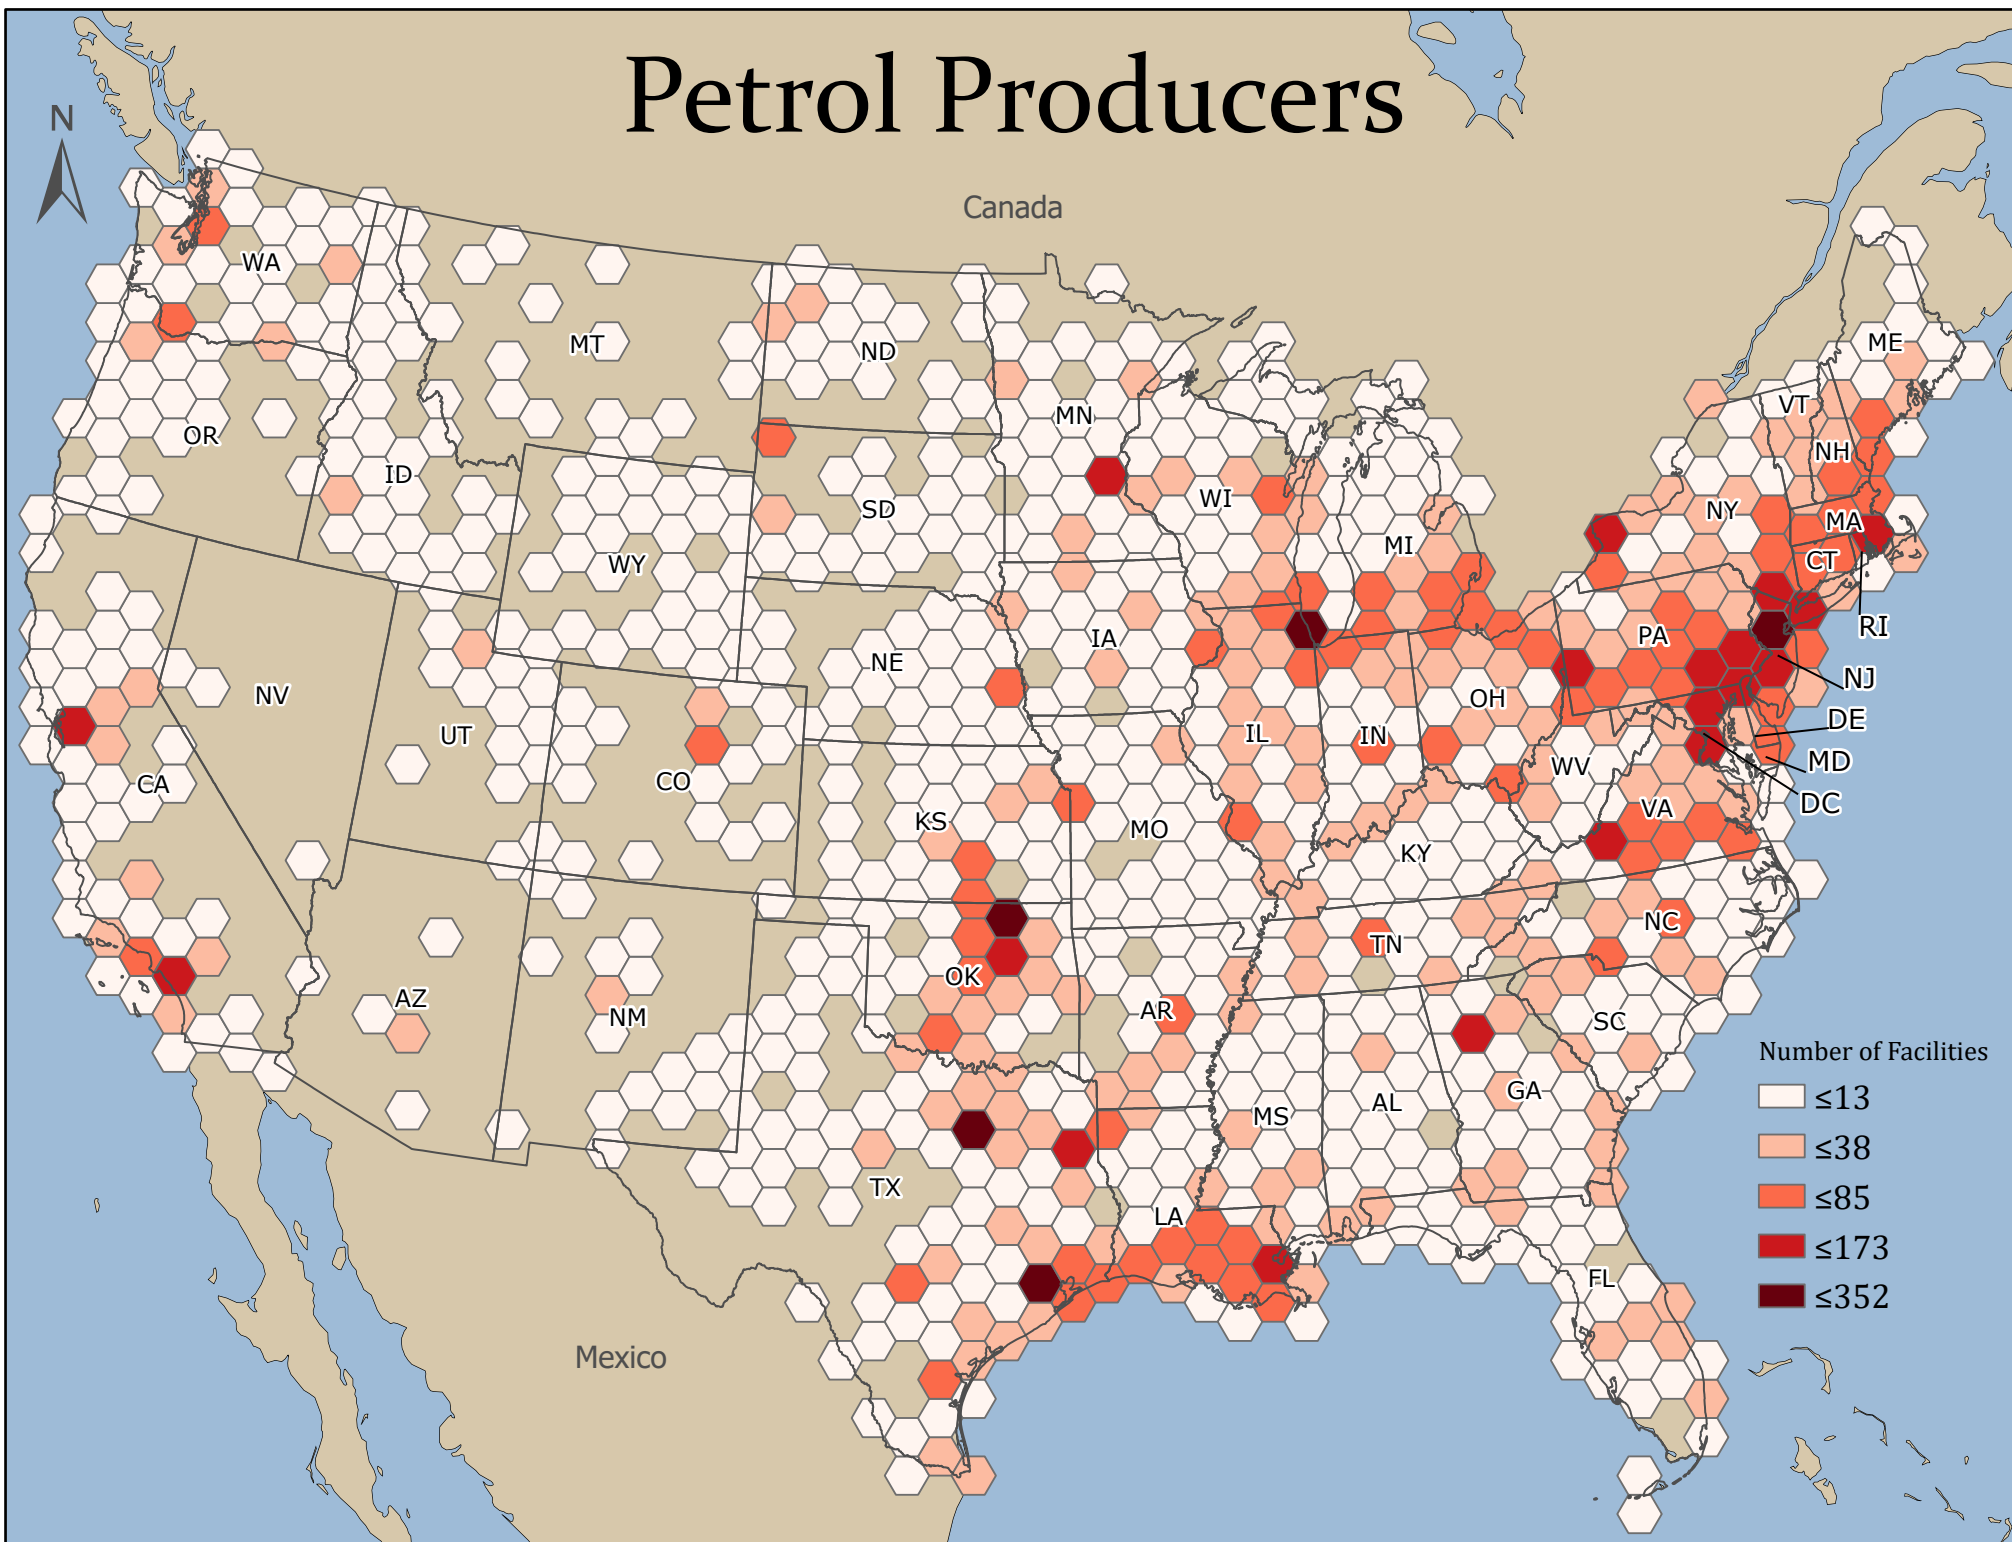 Petrol Producers
N
Canada
WA
MT
ND
ME
VT
MN
OR
NH
ID
WI
SD
NY
MA
MI
WY
CT
RI
PA
IA
NE
NJ
NV
OH
DE
UT
IL
IN
MD
WV
CO
CA
DC
VA
KS
MO
KY
NC
TN
OK
AZ
AR
NM
SC
Number of Facilities
GA
≤13
AL
MS
≤38
TX
≤85
LA
≤173
FL
≤352
Mexico